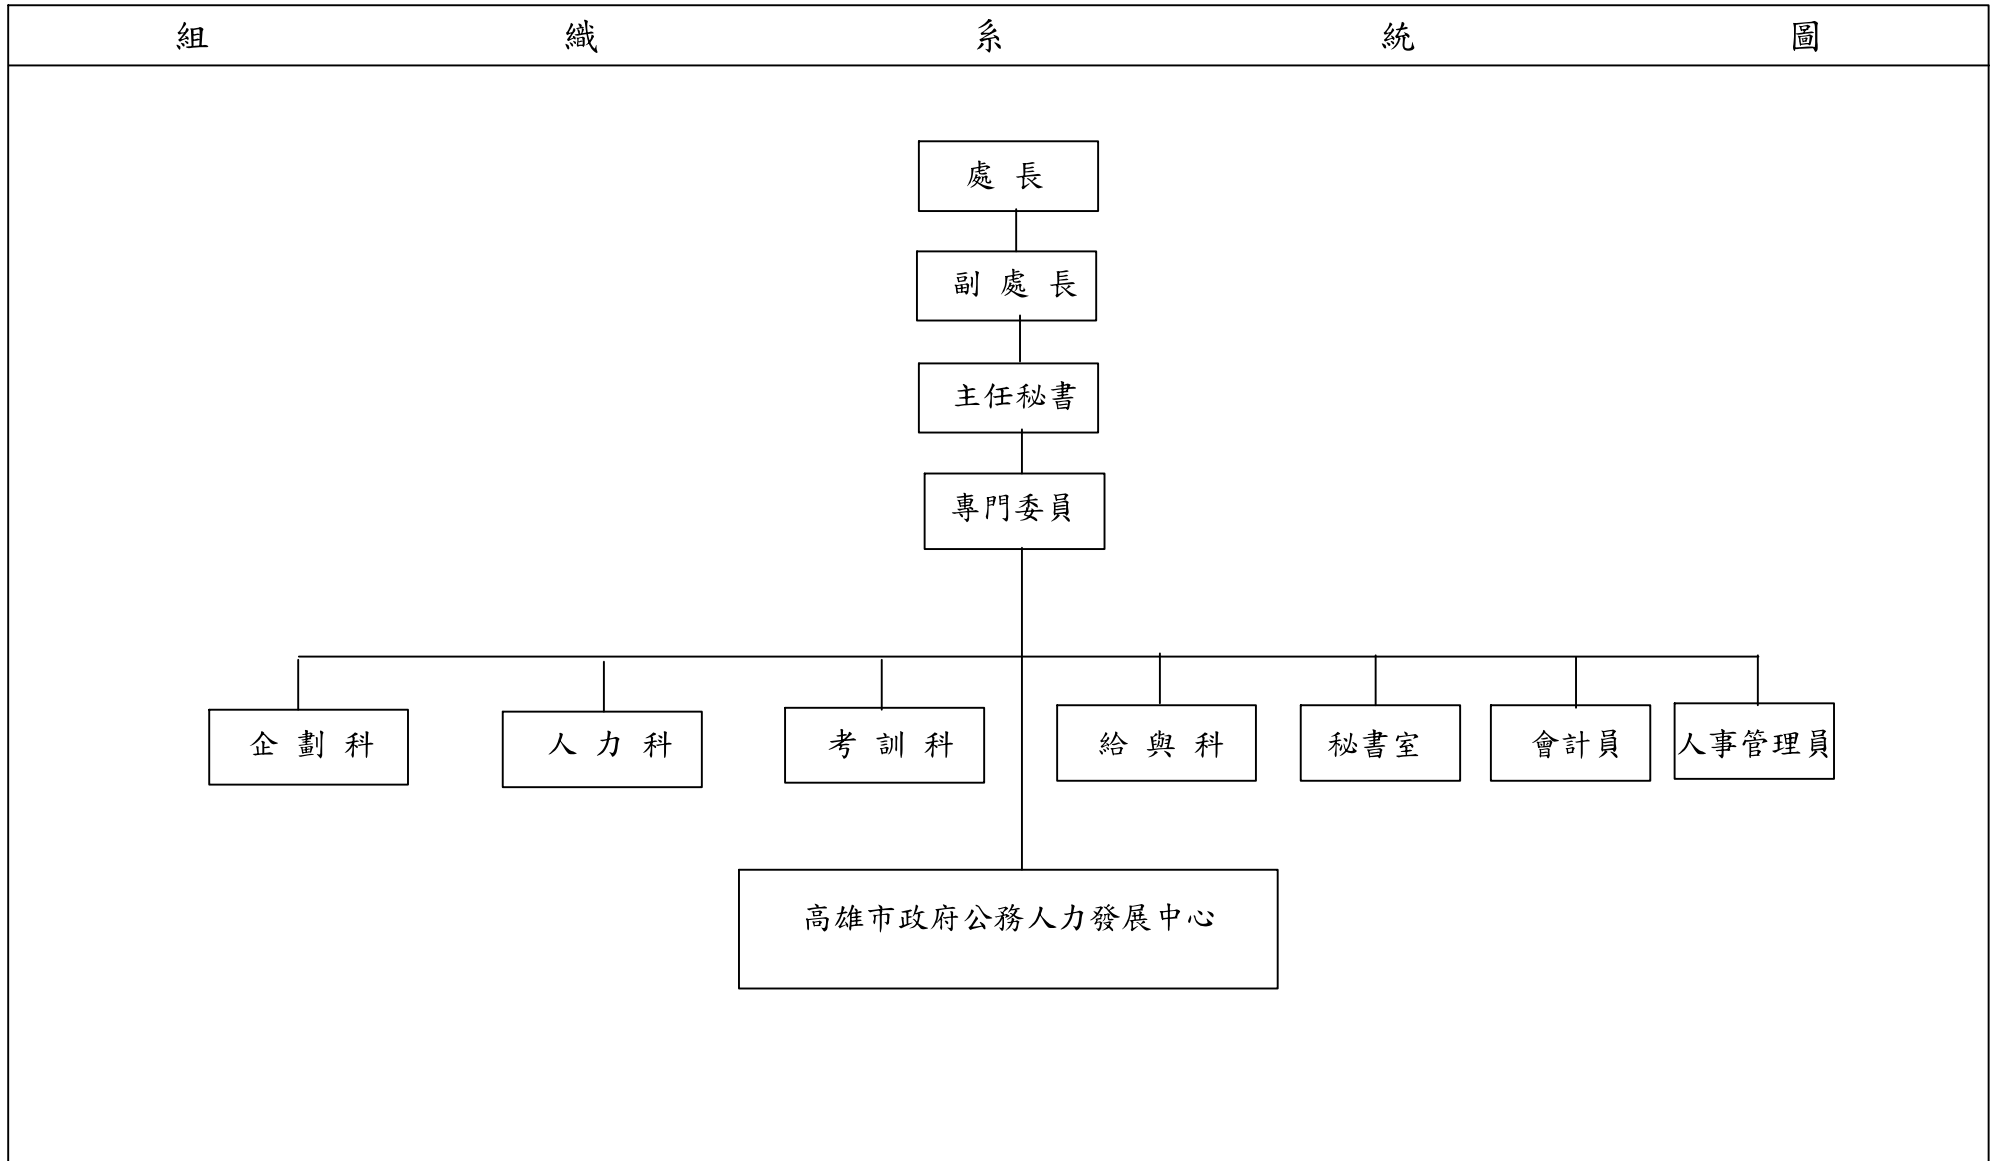 組織系統圖
處長
副處長
主任秘書
專門委員
企劃科 人力科 考訓科 給與科 秘書室 會計員 人事管理員
高雄市政府公務人力發展中心